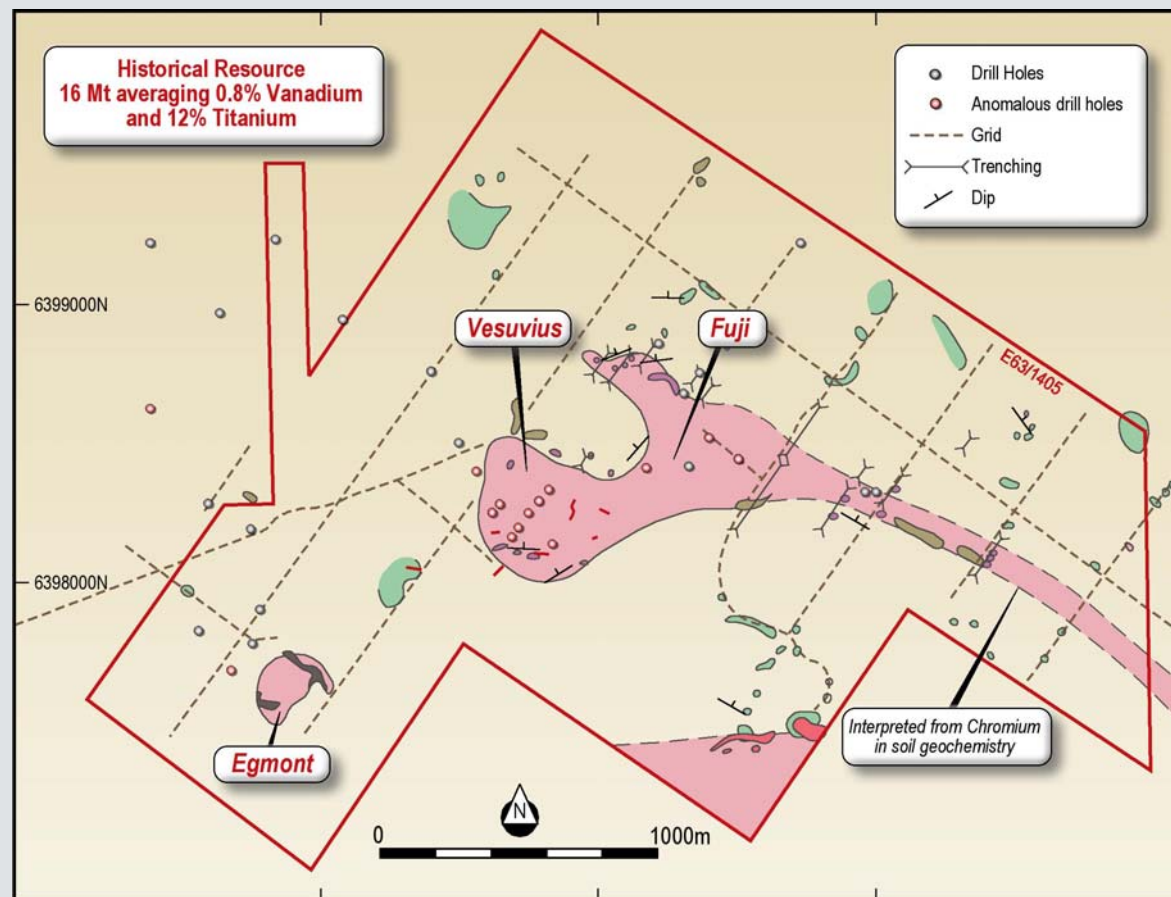 Historical Resource
16 Mt averaging 0.8% Vanadium
and 12% Titanium
Drill Holes
Anomalous drill holes
Grid
Trenching
Dip
6399000N
Vesuvius
Fuji
E63/1405
6398000N
Egmont
Interpreted from Chromium
in soil geochemistry
N
0
1000m